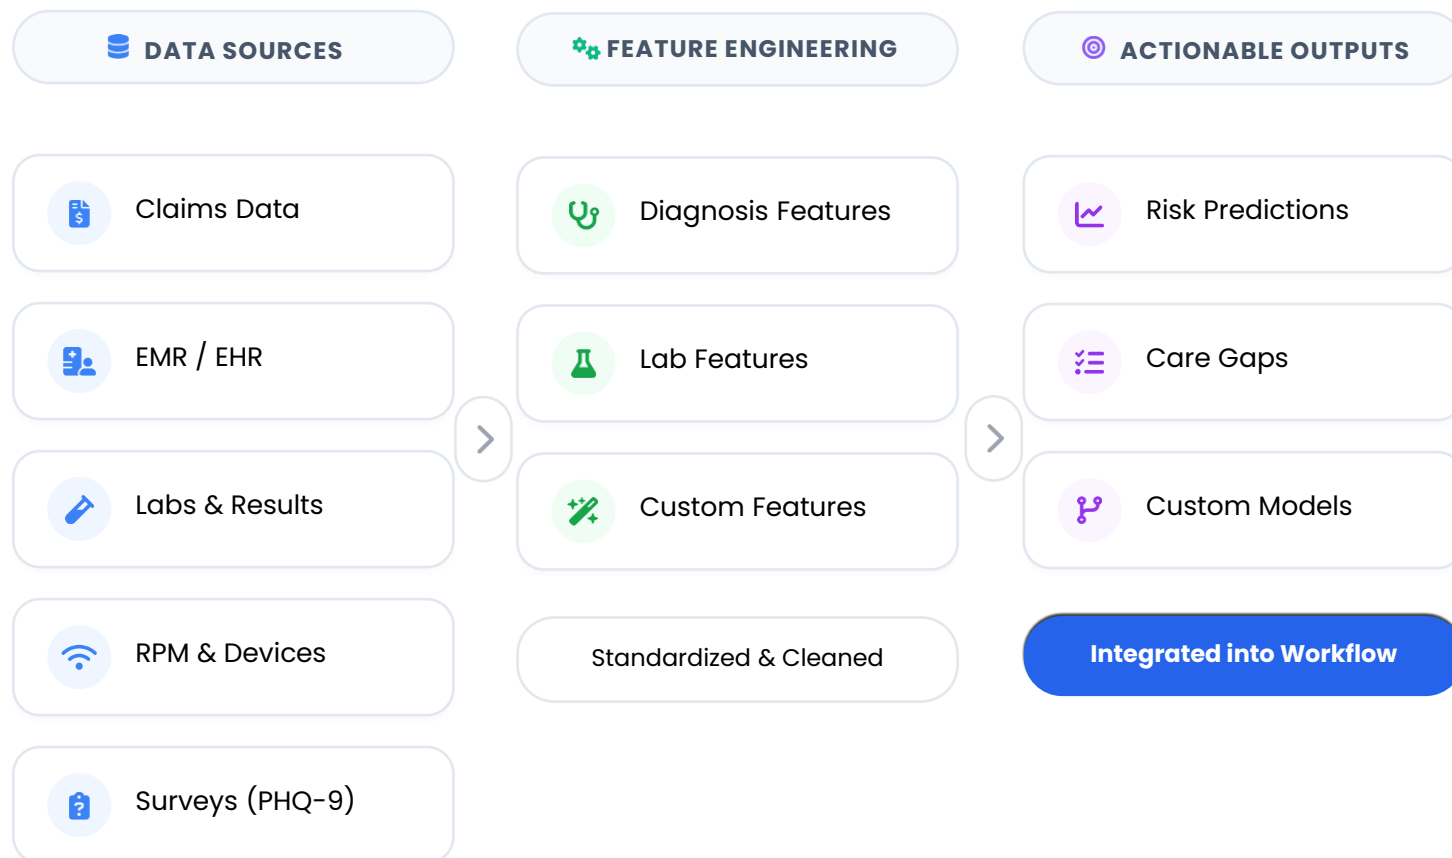 DATA SOURCES
Claims Data
EMR / EHR
Labs & Results
RPM & Devices
Surveys (PHQ-9)
FEATURE ENGINEERING
Diagnosis Features
Lab Features
Custom Features
Standardized & Cleaned
ACTIONABLE OUTPUTS
Risk Predictions
Care Gaps
Custom Models
Integrated into Workflow